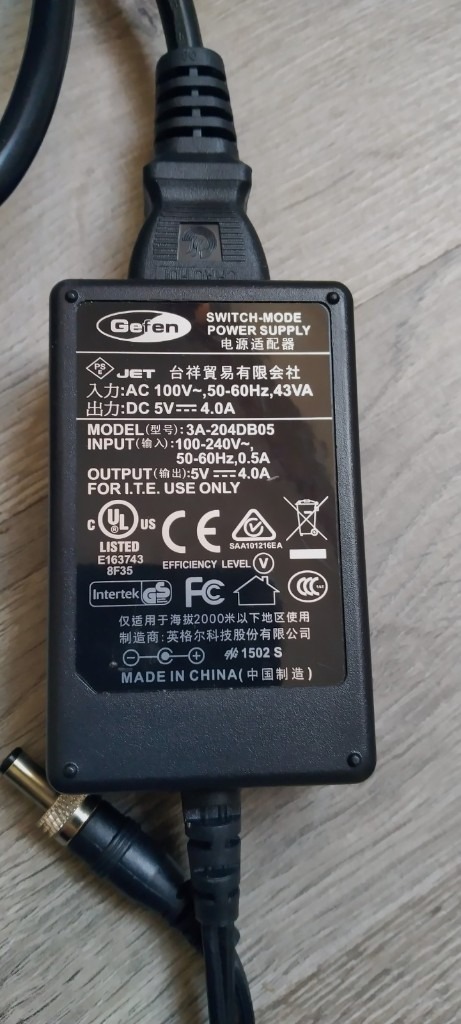 Gefen
SWITCH-MODE
POWER SUPPLY
电源适配器
PS
E
JET 台祥貿易有限会社
入力:AC 100V~,50-60Hz,43VA
出力:DC 5V⎓4.0A
MODEL(型号):3A-204DB05
INPUT(输入):100-240V~,
50-60Hz,0.5A
OUTPUT(输出):5V⎓4.0A
FOR I.T.E. USE ONLY
C UL US
LISTED
E163743
8F35
CE
SAA101216EA
EFFICIENCY LEVEL V
Intertek GS
FC
CCC
仅适用于海拔2000米以下地区使用
制造商:英格尔科技股份有限公司
1502 S
MADE IN CHINA(中国制造)